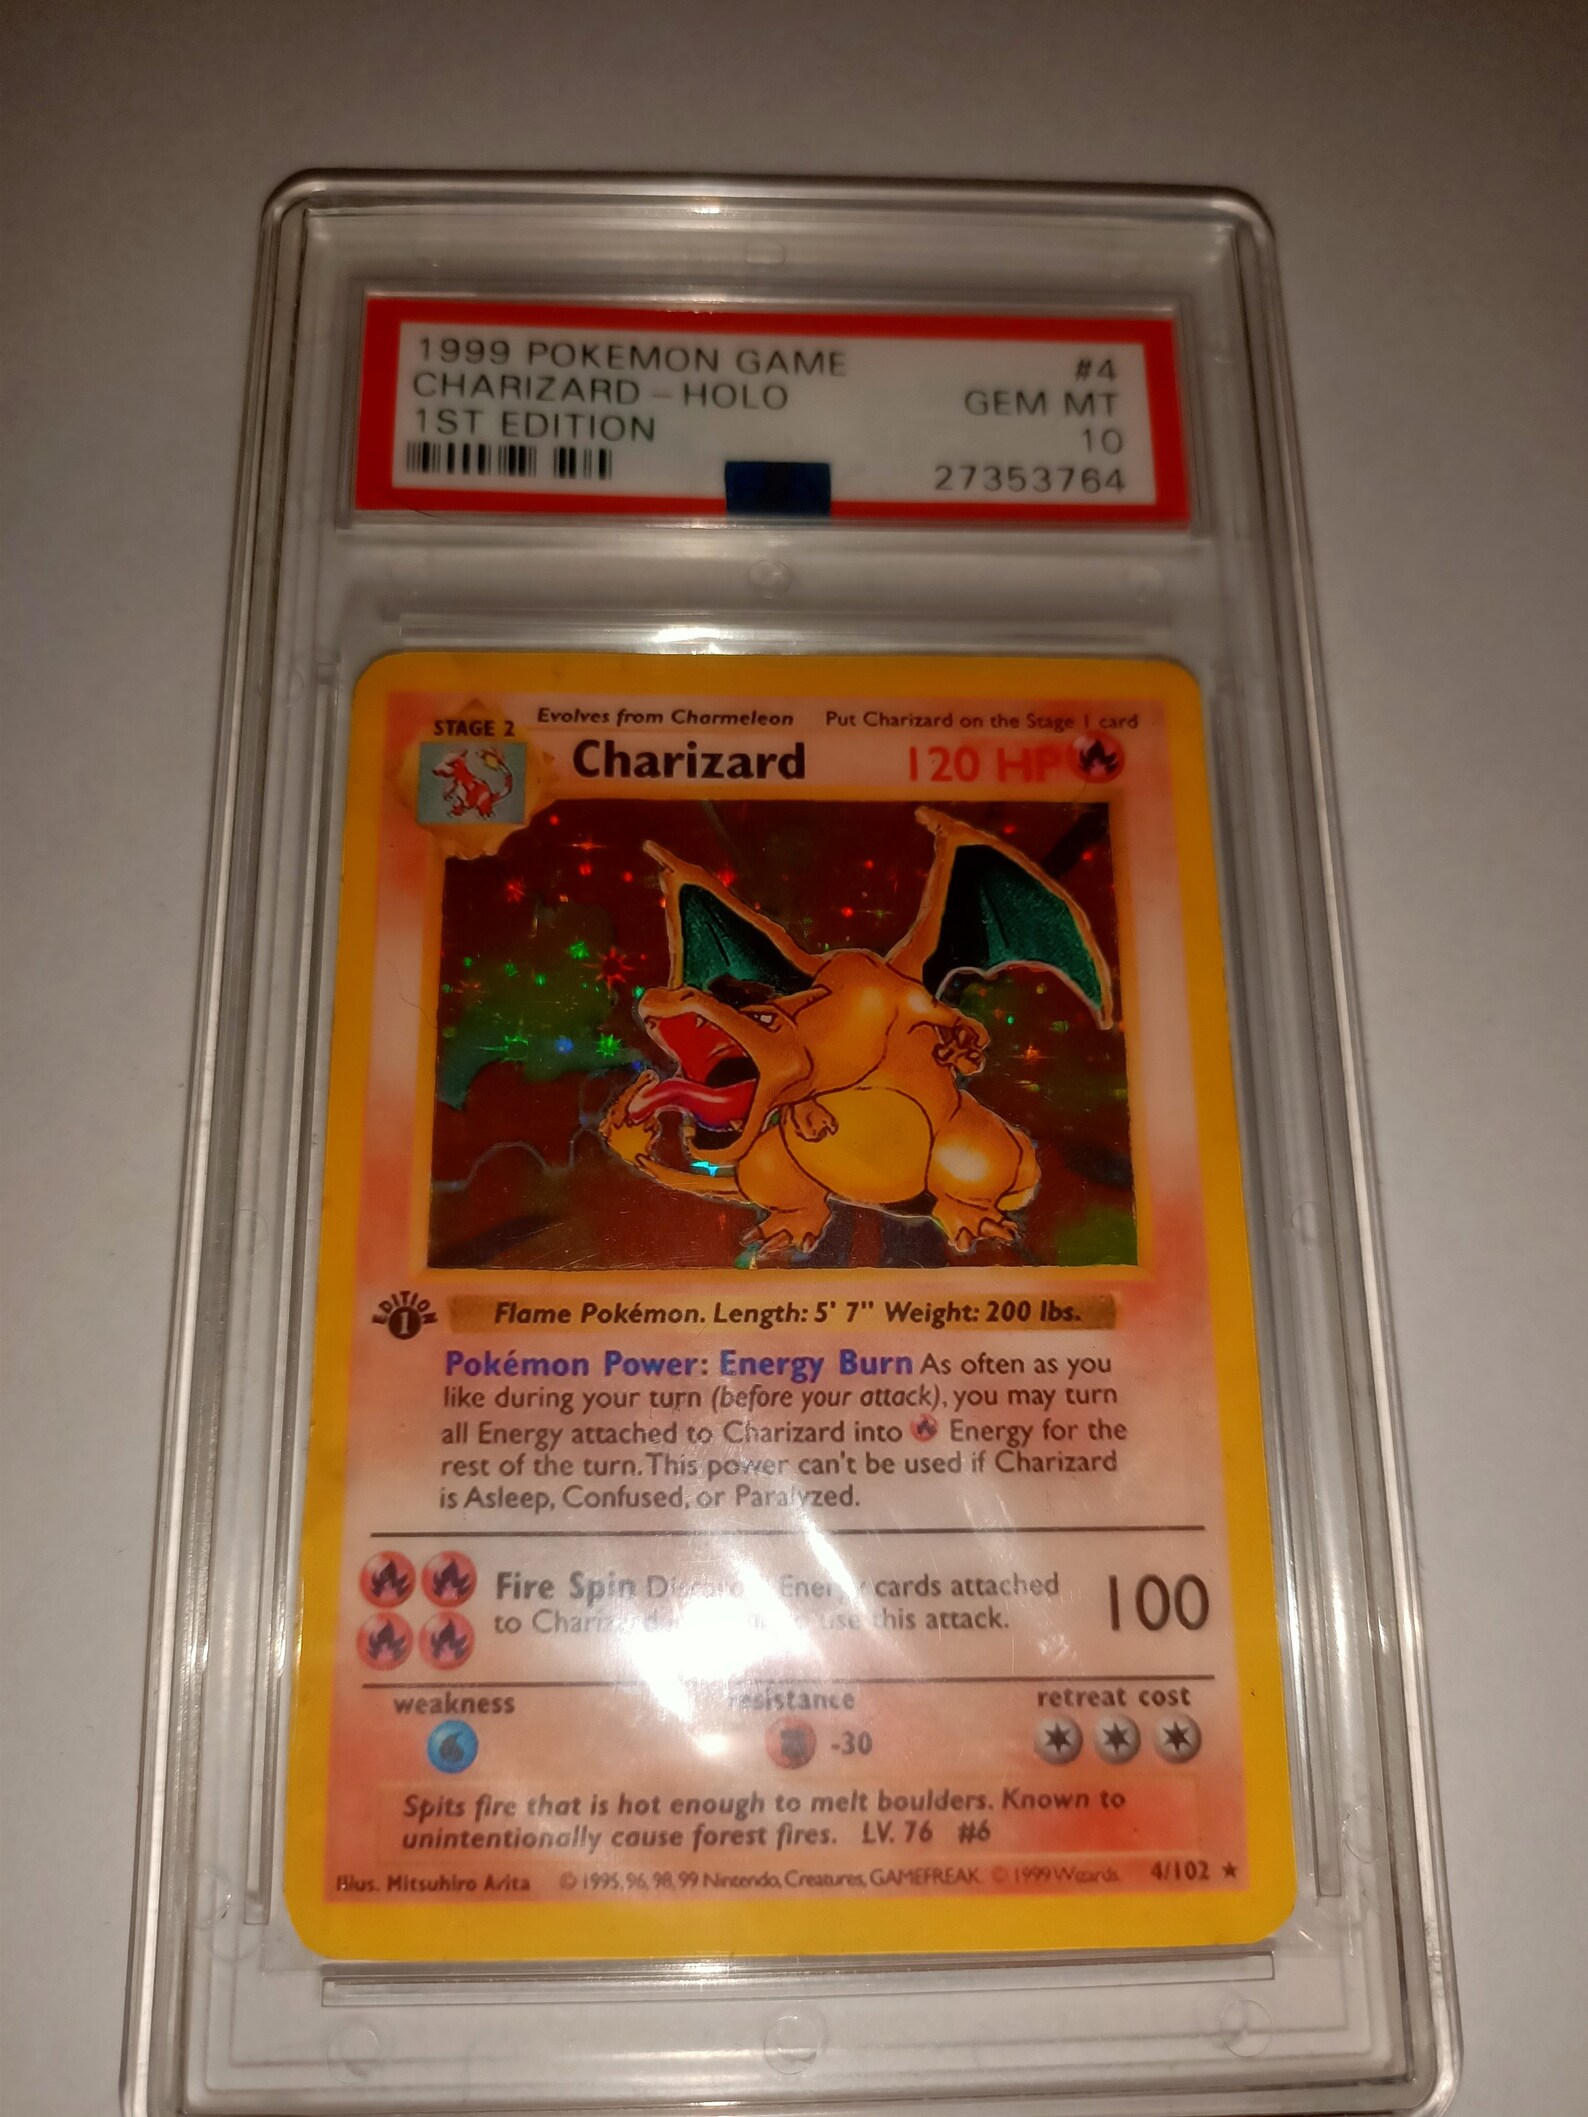 1999 POKEMON GAME #4
CHARIZARD - HOLO GEM MT
1ST EDITION 10
27353764
STAGE 2 Evolves from Charmeleon Put Charizard on the Stage 1 card
Charizard 120 HP
EDITION 1
Flame Pokémon. Length: 5' 7" Weight: 200 lbs.
Pokémon Power: Energy Burn As often as you
like during your turn (before your attack), you may turn
all Energy attached to Charizard into Energy for the
rest of the turn. This power can't be used if Charizard
is Asleep, Confused, or Paralyzed.
Fire Spin Energy cards attached 100
to Charizard use this attack.
weakness resistance retreat cost
-30
Spits fire that is hot enough to melt boulders. Known to
unintentionally cause forest fires. LV. 76 #6
Illus. Mitsuhiro Arita © 1995, 96, 98, 99 Nintendo, Creatures, GAMEFREAK. © 1999 Wizards. 4/102 ★